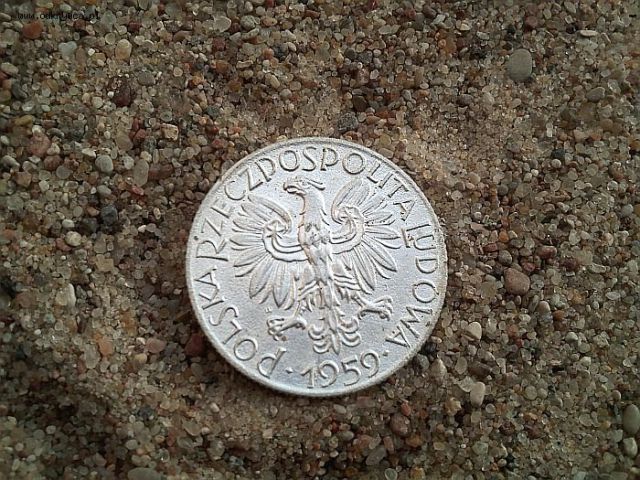 POLSKA RZECZPOSPOLITA LUDOWA
· 1959 ·